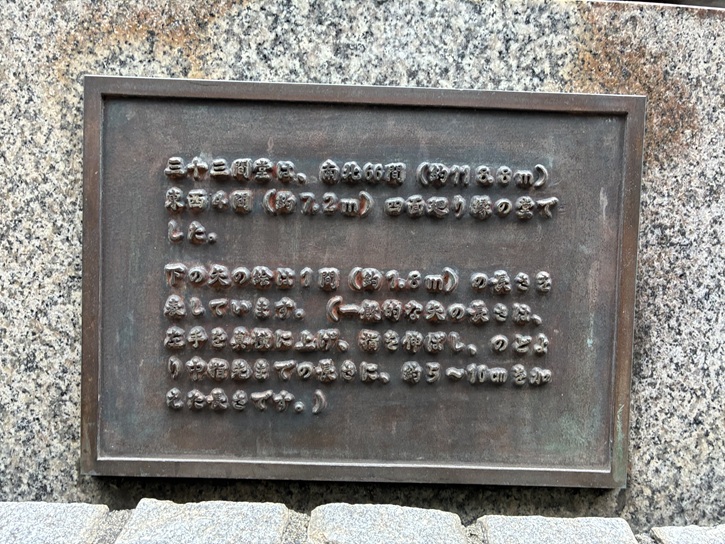 三十三間堂は、南北66間（約118.8m）
東西4間（約7.2m）四面廻り縁の堂で
した。
下の矢の絵は1間（約1.8m）の長さを
表しています。（一般的な矢の長さは、
左手を真横に上げ、指を伸ばし、のどよ
り中指先までの長さに、約5～10cmを加
えた大きさです。）